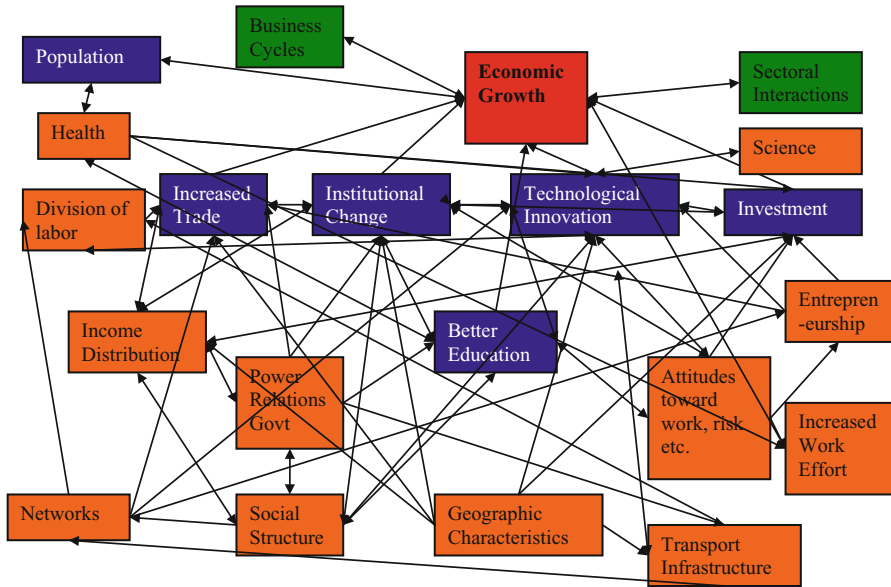 Business
Cycles
Population
Economic
Growth
Sectoral
Interactions
Health
Science
Division of
labor
Increased
Trade
Institutional
Change
Technological
Innovation
Investment
Income
Distribution
Better
Education
Entrepren
-eurship
Power
Relations
Govt
Attitudes
toward
work, risk
etc.
Increased
Work
Effort
Networks
Social
Structure
Geographic
Characteristics
Transport
Infrastructure